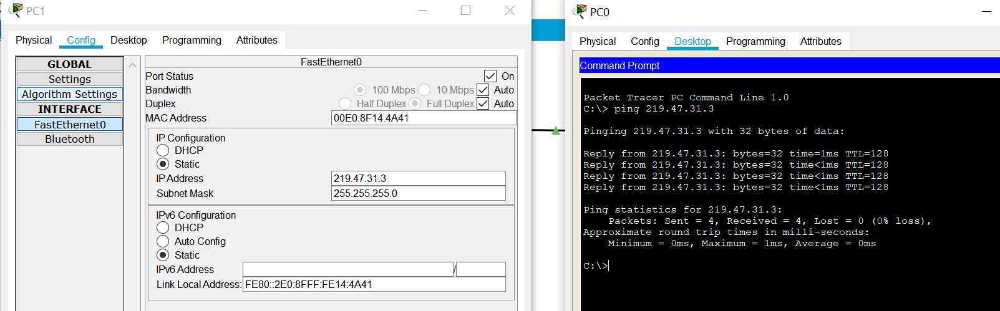 PC1
Physical Config Desktop Programming Attributes
GLOBAL
Settings
Algorithm Settings
INTERFACE
FastEthernet0
Bluetooth
FastEthernet0
Port Status On
Bandwidth 100 Mbps 10 Mbps Auto
Duplex Half Duplex Full Duplex Auto
MAC Address 00E0.8F14.4A41
IP Configuration
DHCP
Static
IP Address 219.47.31.3
Subnet Mask 255.255.255.0
IPv6 Configuration
DHCP
Auto Config
Static
IPv6 Address /
Link Local Address: FE80::2E0:8FFF:FE14:4A41
PC0
Physical Config Desktop Programming Attributes
Command Prompt
Packet Tracer PC Command Line 1.0
C:\> ping 219.47.31.3
Pinging 219.47.31.3 with 32 bytes of data:
Reply from 219.47.31.3: bytes=32 time=1ms TTL=128
Reply from 219.47.31.3: bytes=32 time<1ms TTL=128
Reply from 219.47.31.3: bytes=32 time<1ms TTL=128
Reply from 219.47.31.3: bytes=32 time<1ms TTL=128
Ping statistics for 219.47.31.3:
Packets: Sent = 4, Received = 4, Lost = 0 (0% loss),
Approximate round trip times in milli-seconds:
Minimum = 0ms, Maximum = 1ms, Average = 0ms
C:\>